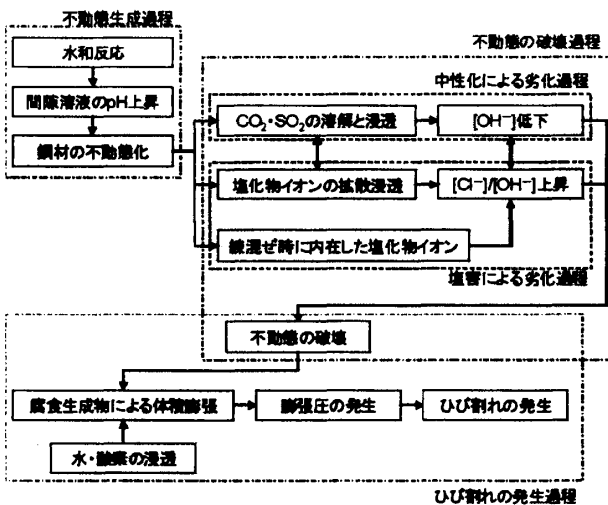 不動態生成過程
水和反応
間隙溶液のpH上昇
鋼材の不動態化
不動態の破壊過程
中性化による劣化過程
CO₂・SO₂の溶解と浸透
[OH⁻]低下
塩化物イオンの拡散浸透
[Cl⁻]/[OH⁻]上昇
練混ぜ時に内在した塩化物イオン
塩害による劣化過程
不動態の破壊
腐食生成物による体積膨張
膨張圧の発生
ひび割れの発生
水・酸素の浸透
ひび割れの発生過程